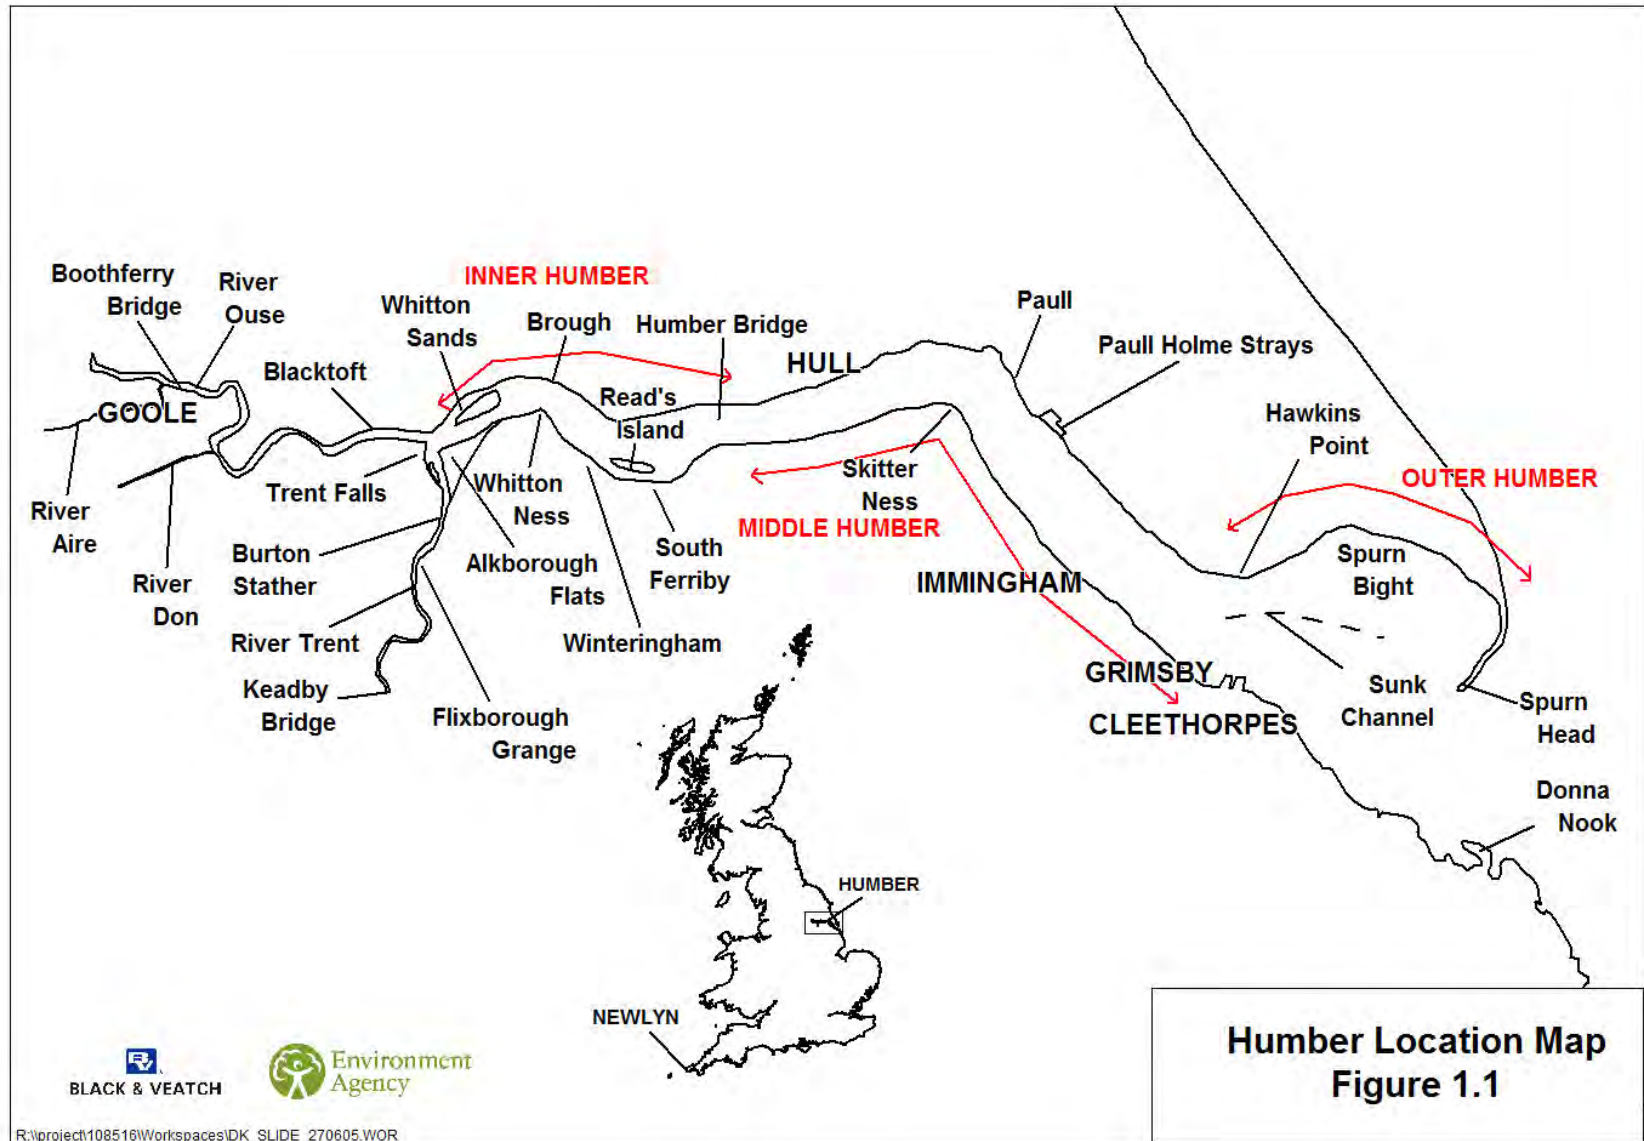 INNER HUMBER
Boothferry
Bridge
River
Ouse
Whitton
Sands
Brough
Humber Bridge
Paull
HULL
Paull Holme Strays
Blacktoft
GOOLE
Read's
Island
Hawkins
Point
Trent Falls
Whitton
Ness
Skitter
Ness
OUTER HUMBER
River
Aire
MIDDLE HUMBER
Burton
Stather
Alkborough
Flats
South
Ferriby
Spurn
Bight
River
Don
IMMINGHAM
River Trent
Winteringham
Keadby
Bridge
GRIMSBY
Sunk
Channel
Flixborough
Grange
CLEETHORPES
Spurn
Head
Donna
Nook
HUMBER
NEWLYN
BV
BLACK & VEATCH
Environment
Agency
Humber Location Map
Figure 1.1
R:\\project\108516\Workspaces\DK_SLIDE_270605.WOR